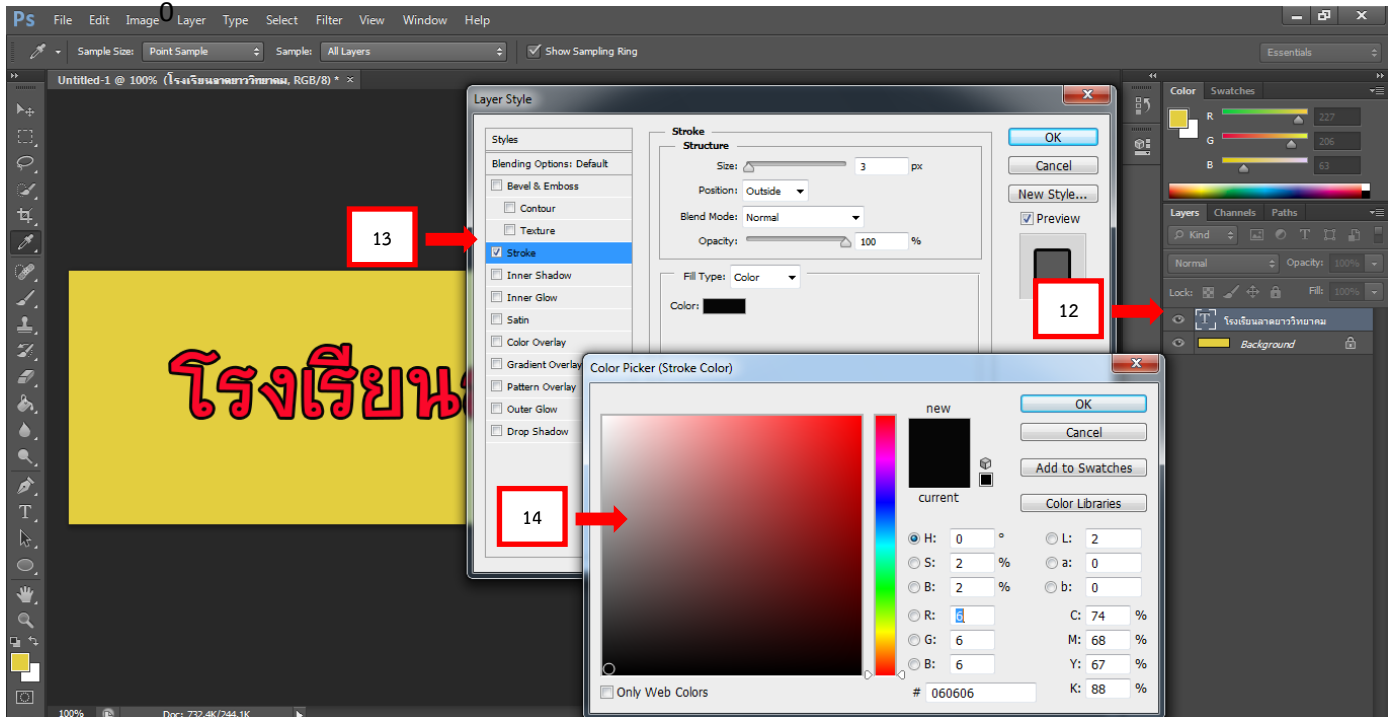 Ps File Edit Image 0 Layer Type Select Filter View Window Help
Sample Size: Point Sample Sample: All Layers Show Sampling Ring Essentials
Untitled-1 @ 100% (โรงเรียนลาดยาววิทยาคม, RGB/8) * ×
Layer Style
Styles
Blending Options: Default
Bevel & Emboss
Contour
Texture
Stroke
Inner Shadow
Inner Glow
Satin
Color Overlay
Gradient Overlay
Pattern Overlay
Outer Glow
Drop Shadow
Stroke
Structure
Size: 3 px
Position: Outside
Blend Mode: Normal
Opacity: 100 %
Fill Type: Color
Color:
OK
Cancel
New Style...
Preview
13
12
14
โรงเรียน
Color Picker (Stroke Color)
new
current
OK
Cancel
Add to Swatches
Color Libraries
H: 0 ° L: 2
S: 2 % a: 0
B: 2 % b: 0
R: 6 C: 74 %
G: 6 M: 68 %
B: 6 Y: 67 %
# 060606 K: 88 %
Only Web Colors
Color Swatches
R 227
G 206
B 63
Layers Channels Paths
Kind T
Normal Opacity: 100%
Lock: Fill: 100%
T โรงเรียนลาดยาววิทยาคม
Background
100% Doc: 732.4K/244.1K